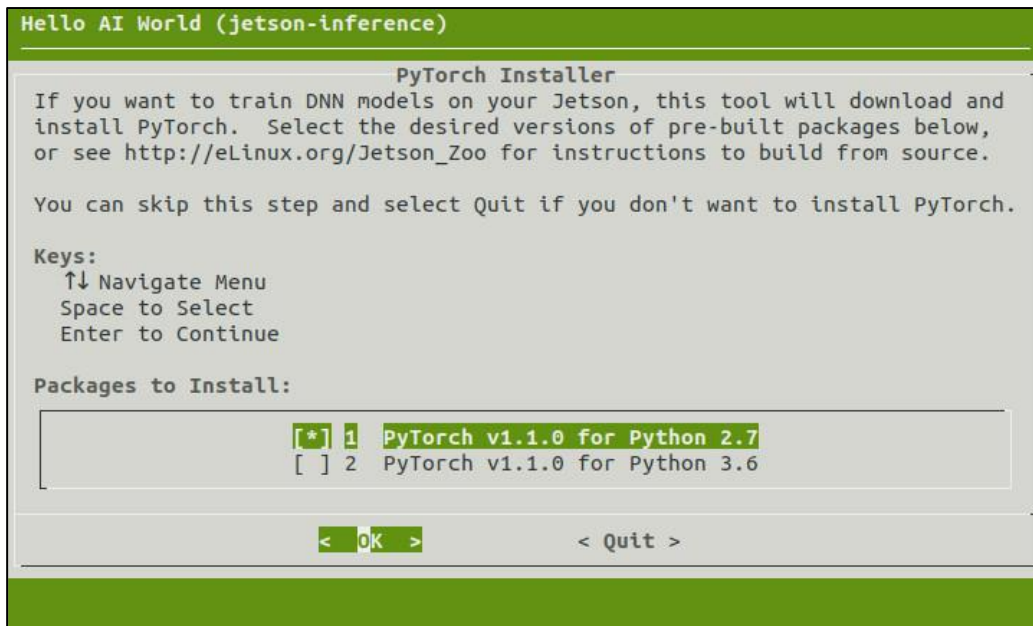 Hello AI World (jetson-inference)
PyTorch Installer
If you want to train DNN models on your Jetson, this tool will download and
install PyTorch.  Select the desired versions of pre-built packages below,
or see http://eLinux.org/Jetson_Zoo for instructions to build from source.
You can skip this step and select Quit if you don't want to install PyTorch.
Keys:
↑↓ Navigate Menu
Space to Select
Enter to Continue
Packages to Install:
[*] 1  PyTorch v1.1.0 for Python 2.7
[ ] 2  PyTorch v1.1.0 for Python 3.6
<  OK  > < Quit >